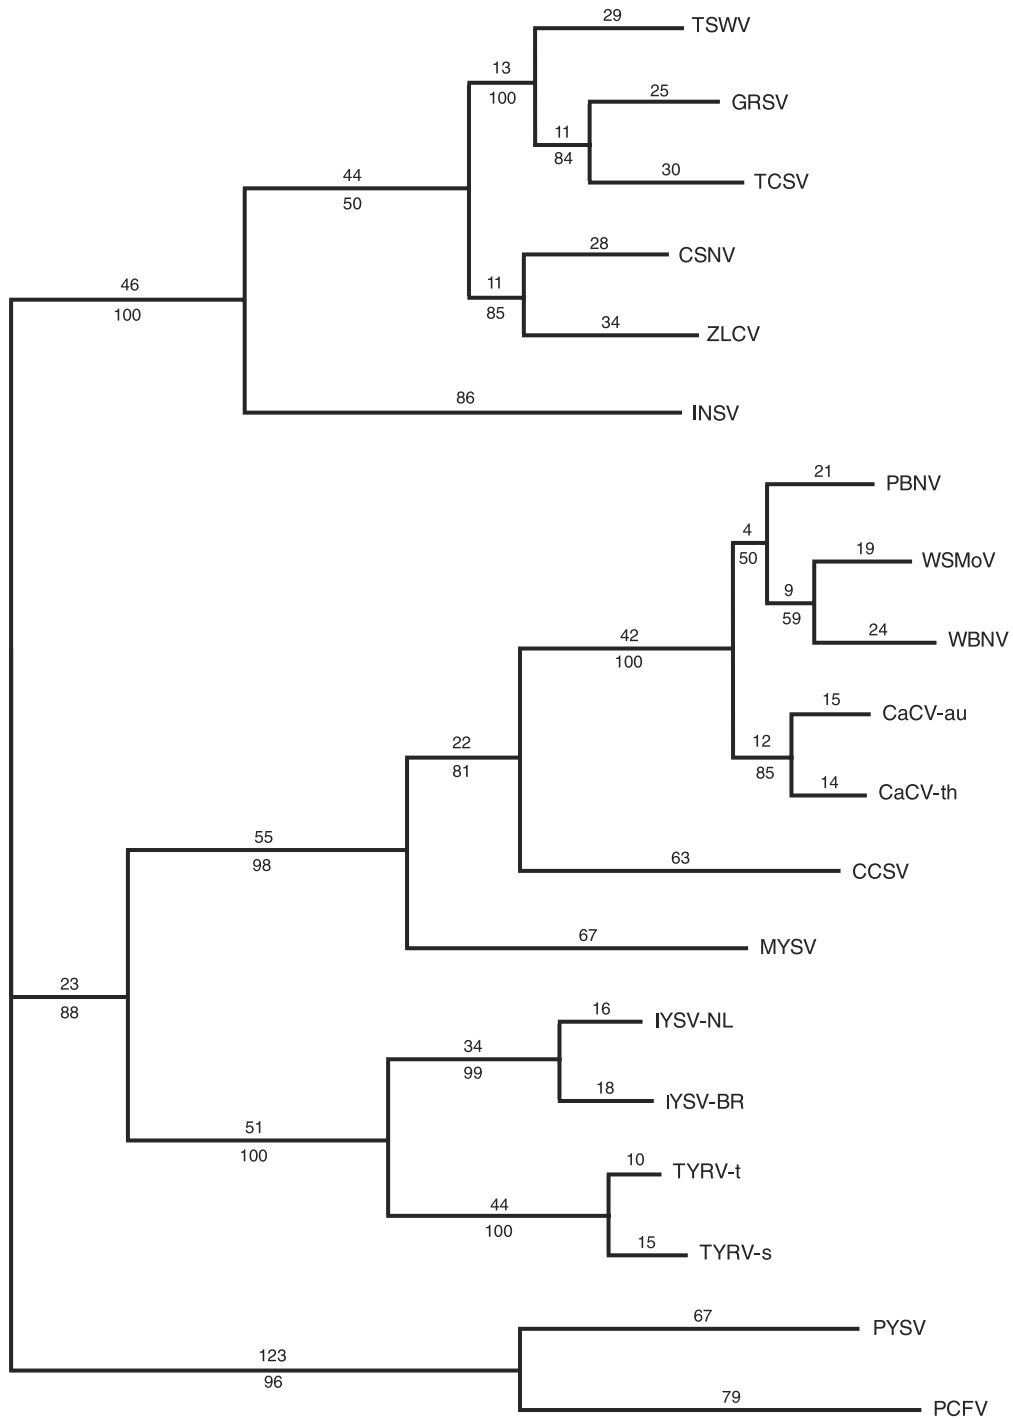 29
TSWV
13
100
25
GRSV
11
84
30
TCSV
44
50
28
CSNV
11
85
34
ZLCV
46
100
86
INSV
21
PBNV
4
50
19
WSMoV
9
59
24
WBNV
42
100
15
CaCV-au
12
85
14
CaCV-th
22
81
63
CCSV
55
98
67
MYSV
23
88
16
IYSV-NL
34
99
18
IYSV-BR
51
100
10
TYRV-t
44
100
15
TYRV-s
67
PYSV
123
96
79
PCFV